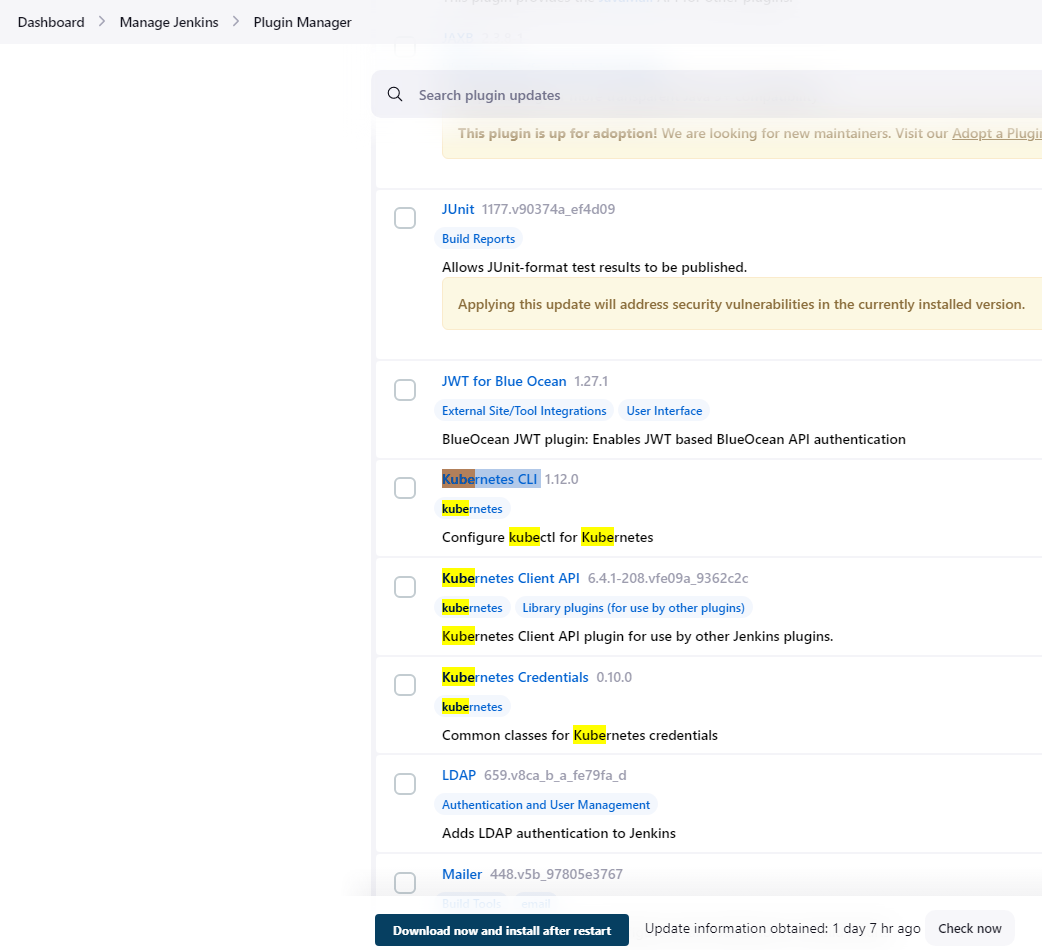 Dashboard > Manage Jenkins > Plugin Manager
This plugin provides the
API for other plugins.
JAXB
Search plugin updates
This plugin is up for adoption! We are looking for new maintainers. Visit our Adopt a Plugin
JUnit 1177.v90374a_ef4d09
Build Reports
Allows JUnit-format test results to be published.
Applying this update will address security vulnerabilities in the currently installed version.
JWT for Blue Ocean 1.27.1
External Site/Tool Integrations User Interface
BlueOcean JWT plugin: Enables JWT based BlueOcean API authentication
Kubernetes CLI 1.12.0
kubernetes
Configure kubectl for Kubernetes
Kubernetes Client API 6.4.1-208.vfe09a_9362c2c
kubernetes Library plugins (for use by other plugins)
Kubernetes Client API plugin for use by other Jenkins plugins.
Kubernetes Credentials 0.10.0
kubernetes
Common classes for Kubernetes credentials
LDAP 659.v8ca_b_a_fe79fa_d
Authentication and User Management
Adds LDAP authentication to Jenkins
Mailer 448.v5b_97805e3767
Build Tools email
Download now and install after restart Update information obtained: 1 day 7 hr ago Check now